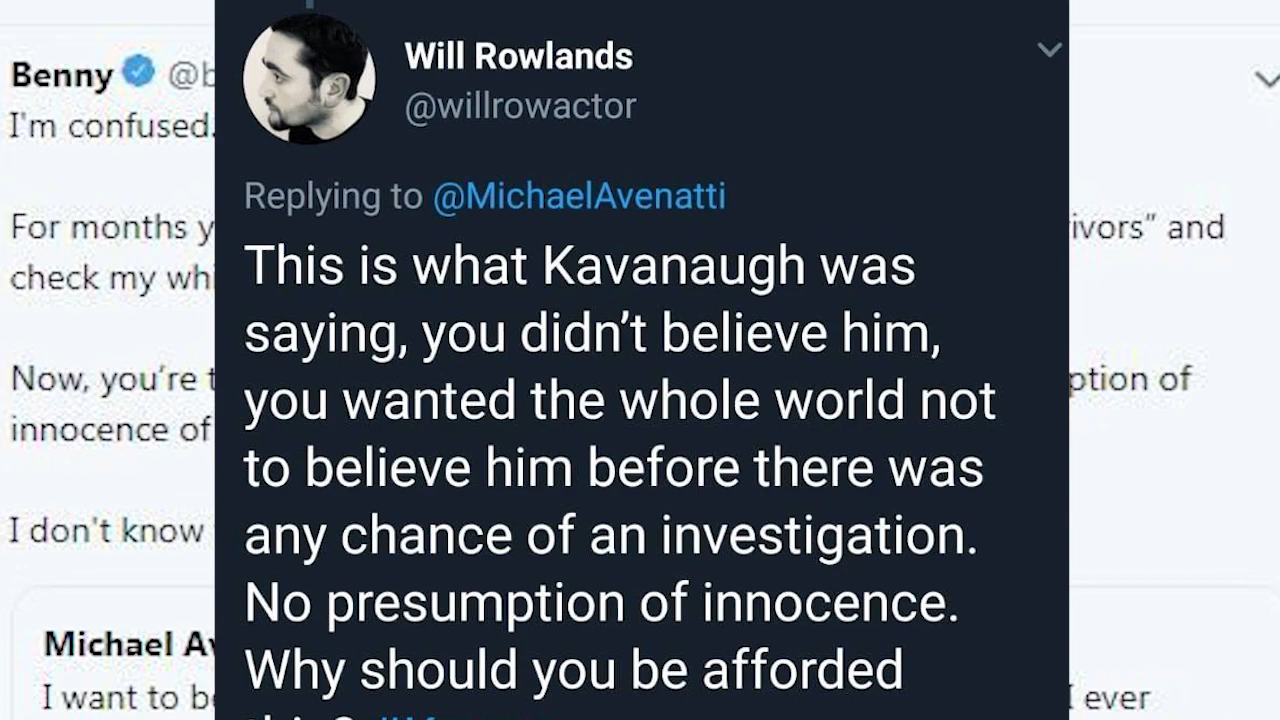 Will Rowlands
@willrowactor
Replying to @MichaelAvenatti
This is what Kavanaugh was
saying, you didn't believe him,
you wanted the whole world not
to believe him before there was
any chance of an investigation.
No presumption of innocence.
Why should you be afforded
Benny @b
I'm confused.
For months y ivors” and
check my whi
Now, you're t ption of
innocence of
I don't know
Michael Av
I want to be I ever